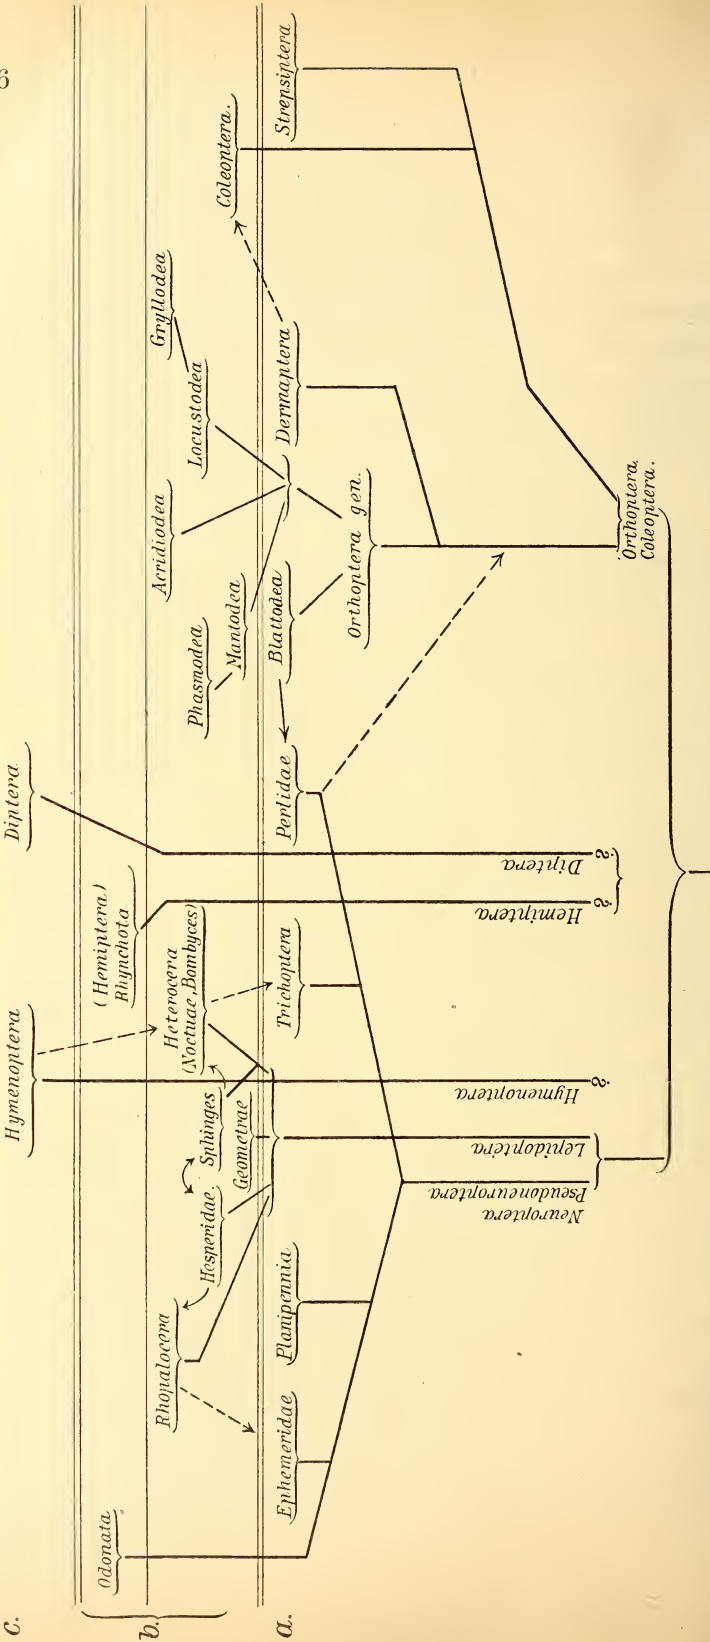 6
c.
b.
a.
Hymenoptera
Diptera
Odonata
(Hemiptera)
Rhynchota
Rhopalocera
Hesperidae
Sphinges
Geometrae
Heterocera
(Noctuae, Bombyces)
Phasmodea
Mantodea
Acridiodea
Locustodea
Gryllodea
Coleoptera.
Ephemeridae
Planipennia
Trichoptera
Perlidae
Blattodea
Dermaptera
Strepsiptera
Orthoptera gen.
Neuroptera
Pseudoneuroptera
Lepidoptera
Hymenoptera
?
Hemiptera
?
Diptera
?
Orthoptera.
Coleoptera.